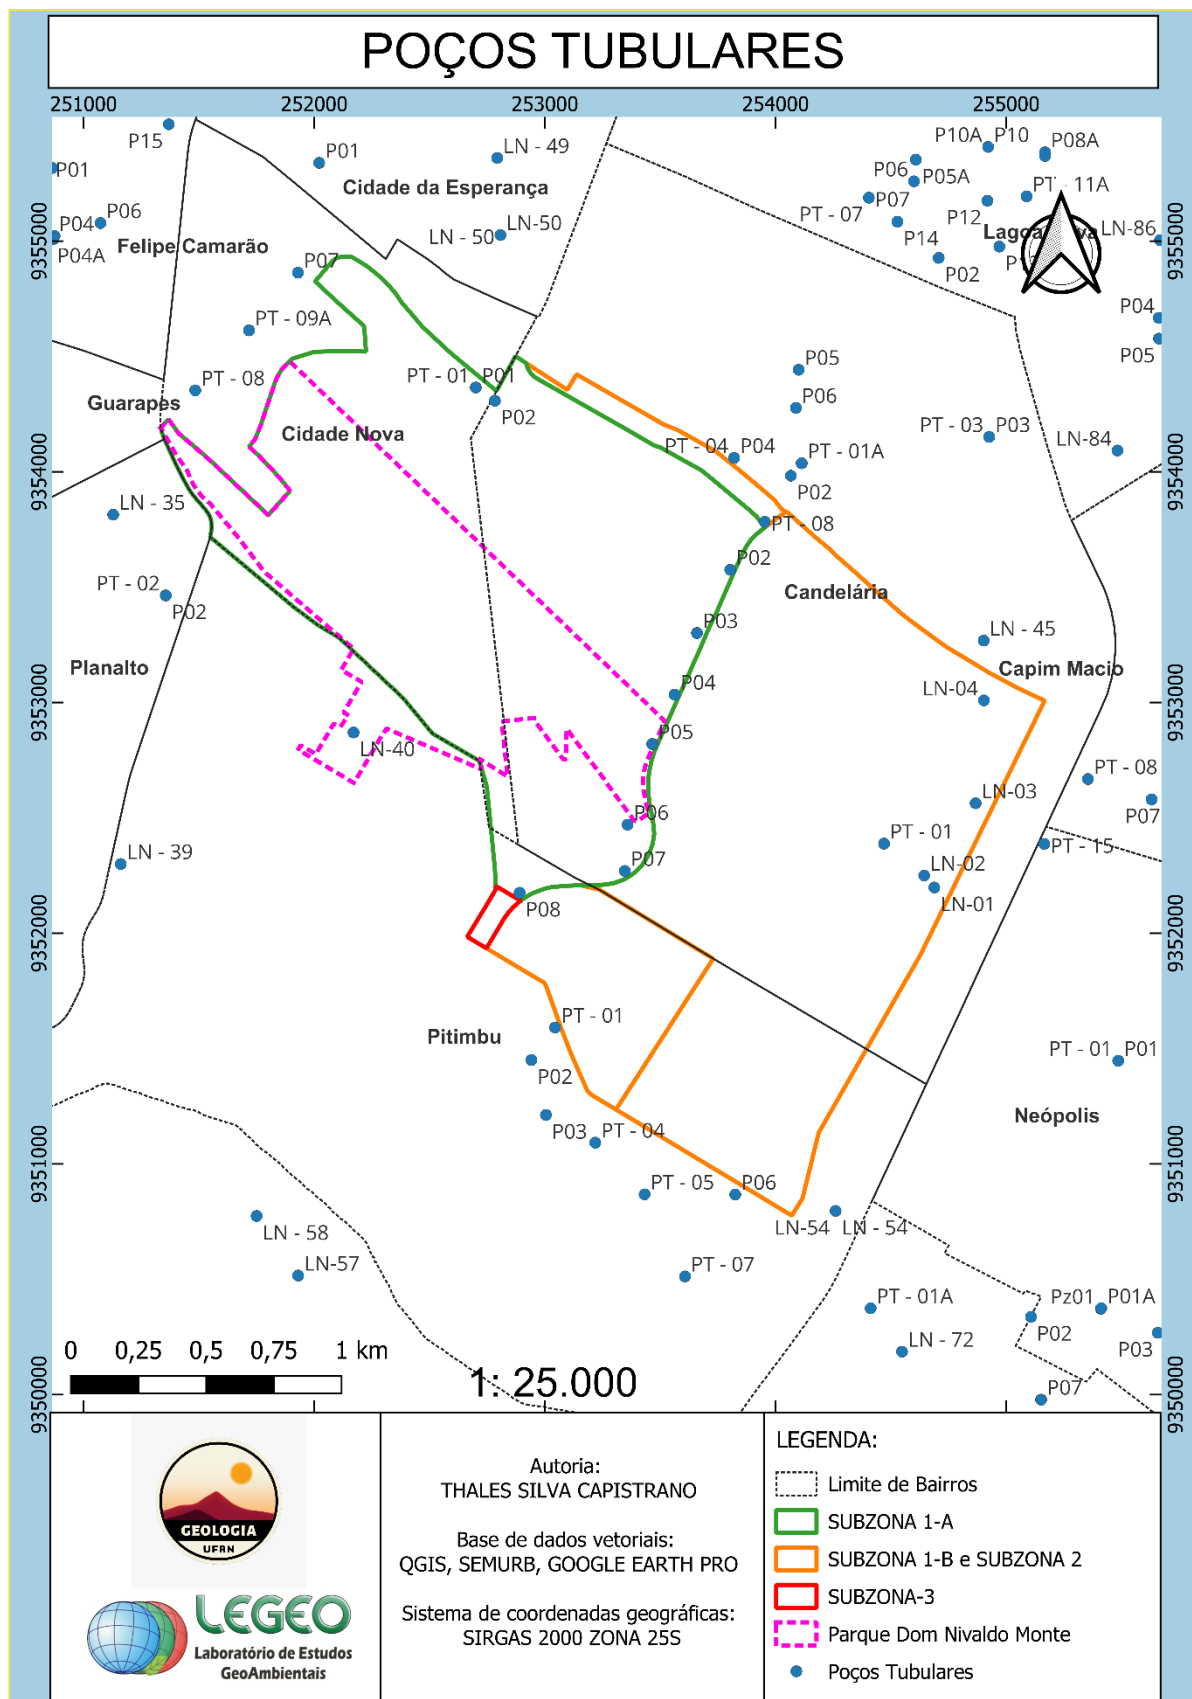 POÇOS TUBULARES
251000 252000 253000 254000 255000
P15
P01
LN - 49
P10A P10 P08A
P01
Cidade da Esperança
P06 P05A
PT - 11A
P04 P06
P07
PT - 07
P12
P04A
Felipe Camarão
LN - 50 LN-50
P14
LN-86
9355000 9355000
P07
P02
P04
PT - 09A
P05
PT - 08
PT - 01 P01
P05
Guarapes
P02
P06
Cidade Nova
PT - 03 P03
PT - 04 P04
PT - 01A
LN-84
9354000 9354000
P02
LN - 35
PT - 08
PT - 02
P02
P02
Candelária
P03
LN - 45
Planalto
Capim Macio
P04
LN-04
9353000 9353000
LN-40
P05
PT - 08
LN-03
P07
P06
PT - 01
PT - 15
LN - 39
P07
LN-02
P08
LN-01
9352000 9352000
PT - 01
Pitimbu
P02
PT - 01 P01
P03
PT - 04
Neópolis
9351000 9351000
PT - 05
P06
LN-54 LN - 54
LN - 58
LN-57
PT - 07
PT - 01A
Pz01 P01A
P02
P03
LN - 72
P07
9350000 9350000
0 0,25 0,5 0,75 1 km
1: 25.000
GEOLOGIA
UFRN
LEGEO
Laboratório de Estudos
GeoAmbientais
Autoria:
THALES SILVA CAPISTRANO
Base de dados vetoriais:
QGIS, SEMURB, GOOGLE EARTH PRO
Sistema de coordenadas geográficas:
SIRGAS 2000 ZONA 25S
LEGENDA:
Limite de Bairros
SUBZONA 1-A
SUBZONA 1-B e SUBZONA 2
SUBZONA-3
Parque Dom Nivaldo Monte
Poços Tubulares